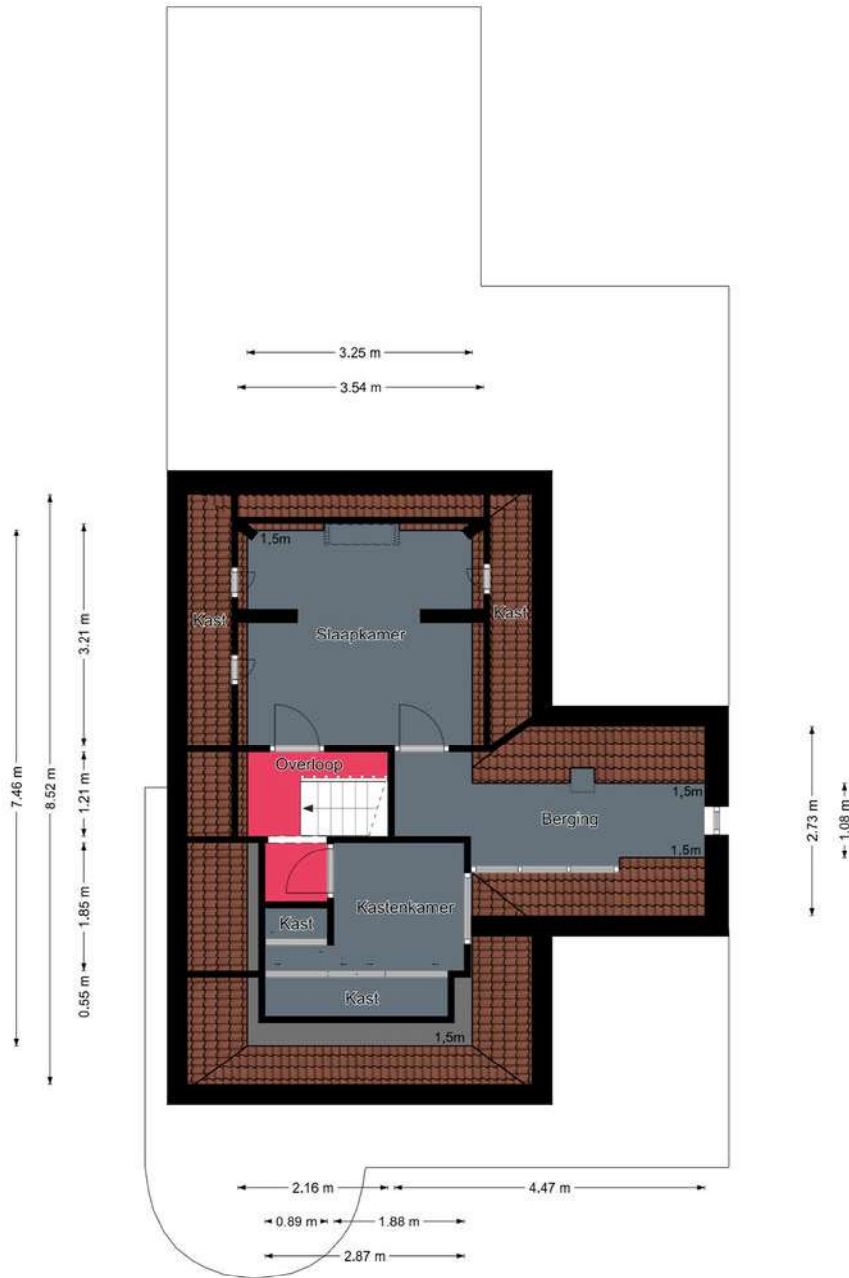 3.25 m
3.54 m
1,5m
Kast
Slaapkamer
Kast
3.21 m
7.46 m
8.52 m
Overloop
1.21 m
1,5m
Berging
2.73 m
1.08 m
1.5m
1.85 m
Kastenkamer
Kast
0.55 m
Kast
1,5m
2.16 m
4.47 m
0.89 m
1.88 m
2.87 m